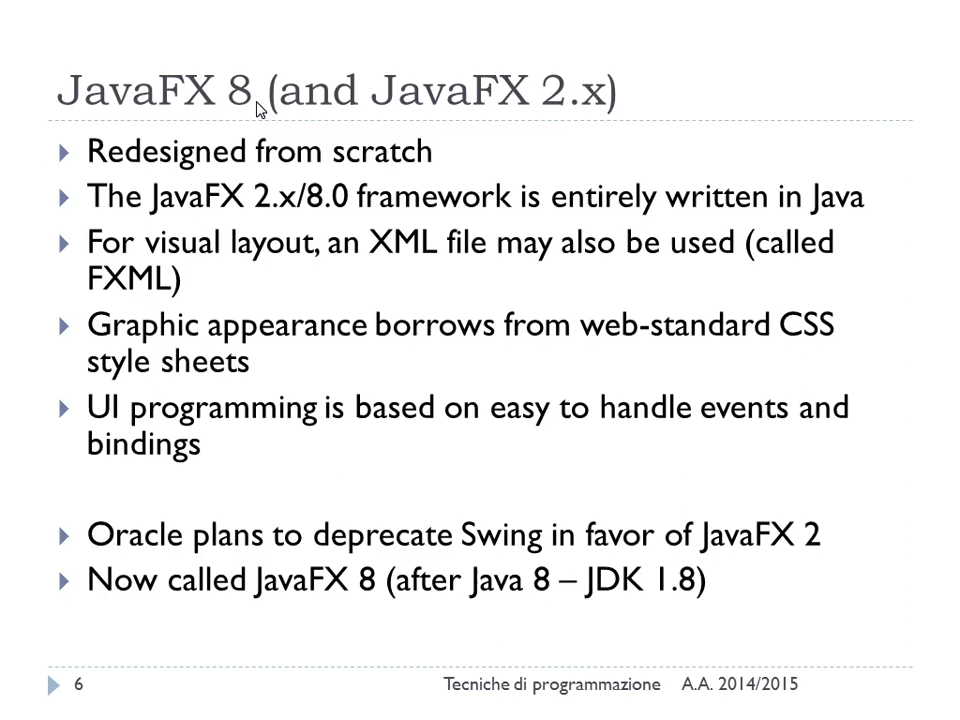 JavaFX 8 (and JavaFX 2.x)
Redesigned from scratch
The JavaFX 2.x/8.0 framework is entirely written in Java
For visual layout, an XML file may also be used (called
FXML)
Graphic appearance borrows from web-standard CSS
style sheets
UI programming is based on easy to handle events and
bindings
Oracle plans to deprecate Swing in favor of JavaFX 2
Now called JavaFX 8 (after Java 8 – JDK 1.8)
6 Tecniche di programmazione A.A. 2014/2015